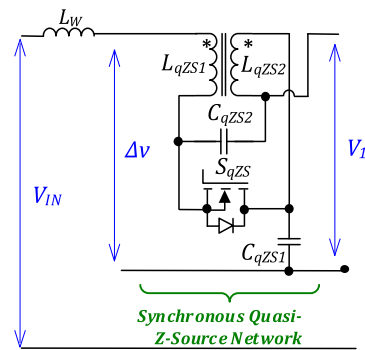 L_W
* *
L_qZS1 L_qZS2
C_qZS2
Δv
S_qZS
V_1
V_IN
C_qZS1
Synchronous Quasi-
Z-Source Network